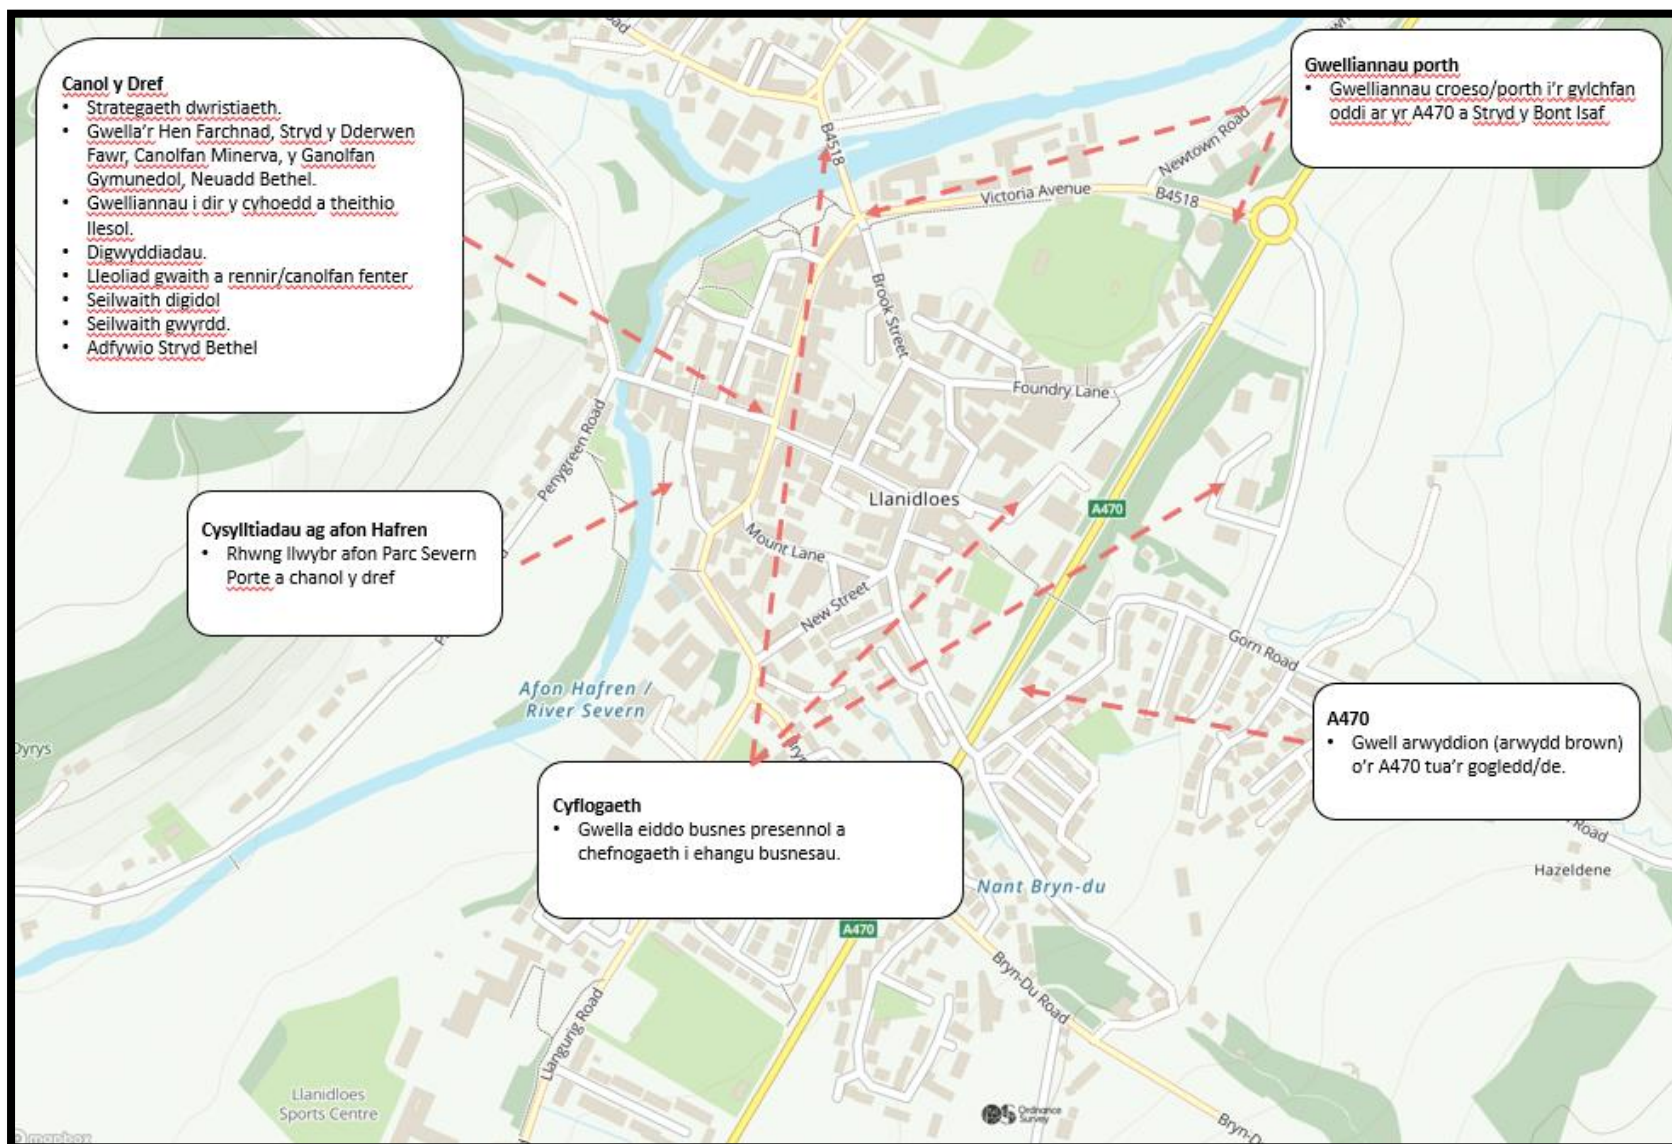 Canol y Dref
• Strategaeth dwristiaeth.
• Gwella'r Hen Farchnad, Stryd y Dderwen
Fawr, Canolfan Minerva, y Ganolfan
Gymunedol, Neuadd Bethel.
• Gwelliannau i dir y cyhoedd a theithio
llesol.
• Digwyddiadau.
• Lleoliad gwaith a rennir/canolfan fenter
• Seilwaith digidol
• Seilwaith gwyrdd.
• Adfywio Stryd Bethel
Gwelliannau porth
• Gwelliannau croeso/porth i'r gylchfan
oddi ar yr A470 a Stryd y Bont Isaf
B4518
Newtown Road
Victoria Avenue
B4518
Brook Street
Foundry Lane
Penygreen Road
Llanidloes
A470
Mount Lane
New Street
Cysylltiadau ag afon Hafren
• Rhwng llwybr afon Parc Severn
Porte a chanol y dref
Gorn Road
Afon Hafren /
River Severn
A470
• Gwell arwyddion (arwydd brown)
o'r A470 tua'r gogledd/de.
Cyflogaeth
• Gwella eiddo busnes presennol a
chefnogaeth i ehangu busnesau.
Road
Hazeldene
Nant Bryn-du
A470
Bryn-Du Road
Llangurig Road
Llanidloes
Sports Centre
Ordnance
Survey
mapbox